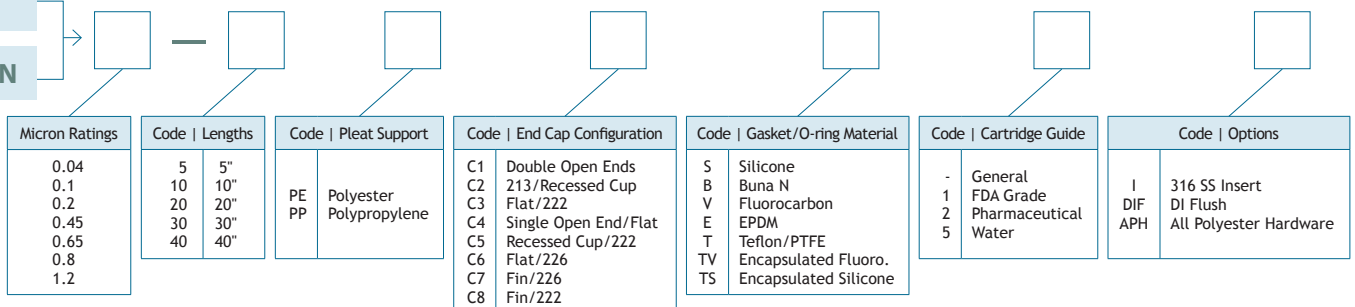 N
—
Micron Ratings
0.04
0.1
0.2
0.45
0.65
0.8
1.2
Code | Lengths
5 5"
10 10"
20 20"
30 30"
40 40"
Code | Pleat Support
PE Polyester
PP Polypropylene
Code | End Cap Configuration
C1 Double Open Ends
C2 213/Recessed Cup
C3 Flat/222
C4 Single Open End/Flat
C5 Recessed Cup/222
C6 Flat/226
C7 Fin/226
C8 Fin/222
Code | Gasket/O-ring Material
S Silicone
B Buna N
V Fluorocarbon
E EPDM
T Teflon/PTFE
TV Encapsulated Fluoro.
TS Encapsulated Silicone
Code | Cartridge Guide
- General
1 FDA Grade
2 Pharmaceutical
5 Water
Code | Options
I 316 SS Insert
DIF DI Flush
APH All Polyester Hardware